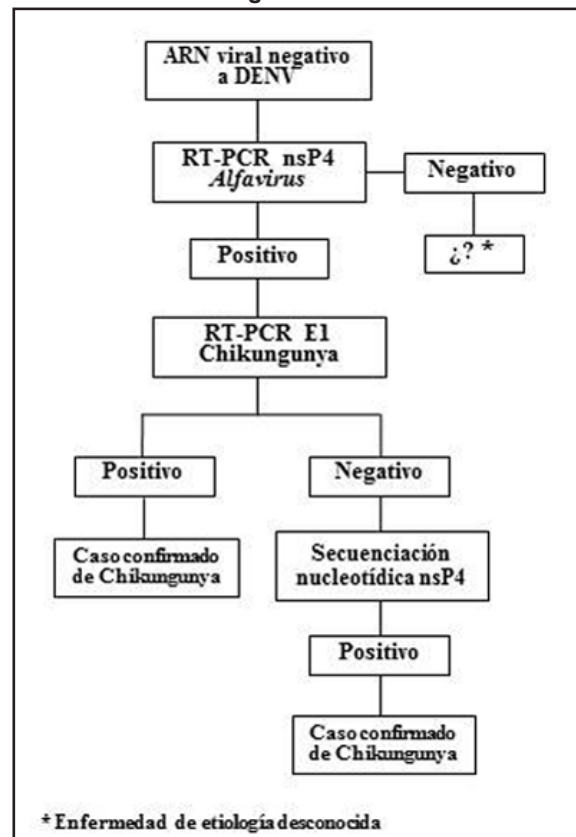 ARN viral negativo
a DENV
RT-PCR nsP4
Alfavirus
Negativo
¿? *
Positivo
RT-PCR E1
Chikungunya
Positivo
Negativo
Caso confirmado
de Chikungunya
Secuenciación
nucleotídica nsP4
Positivo
Caso confirmado
de Chikungunya
* Enfermedad de etiología desconocida